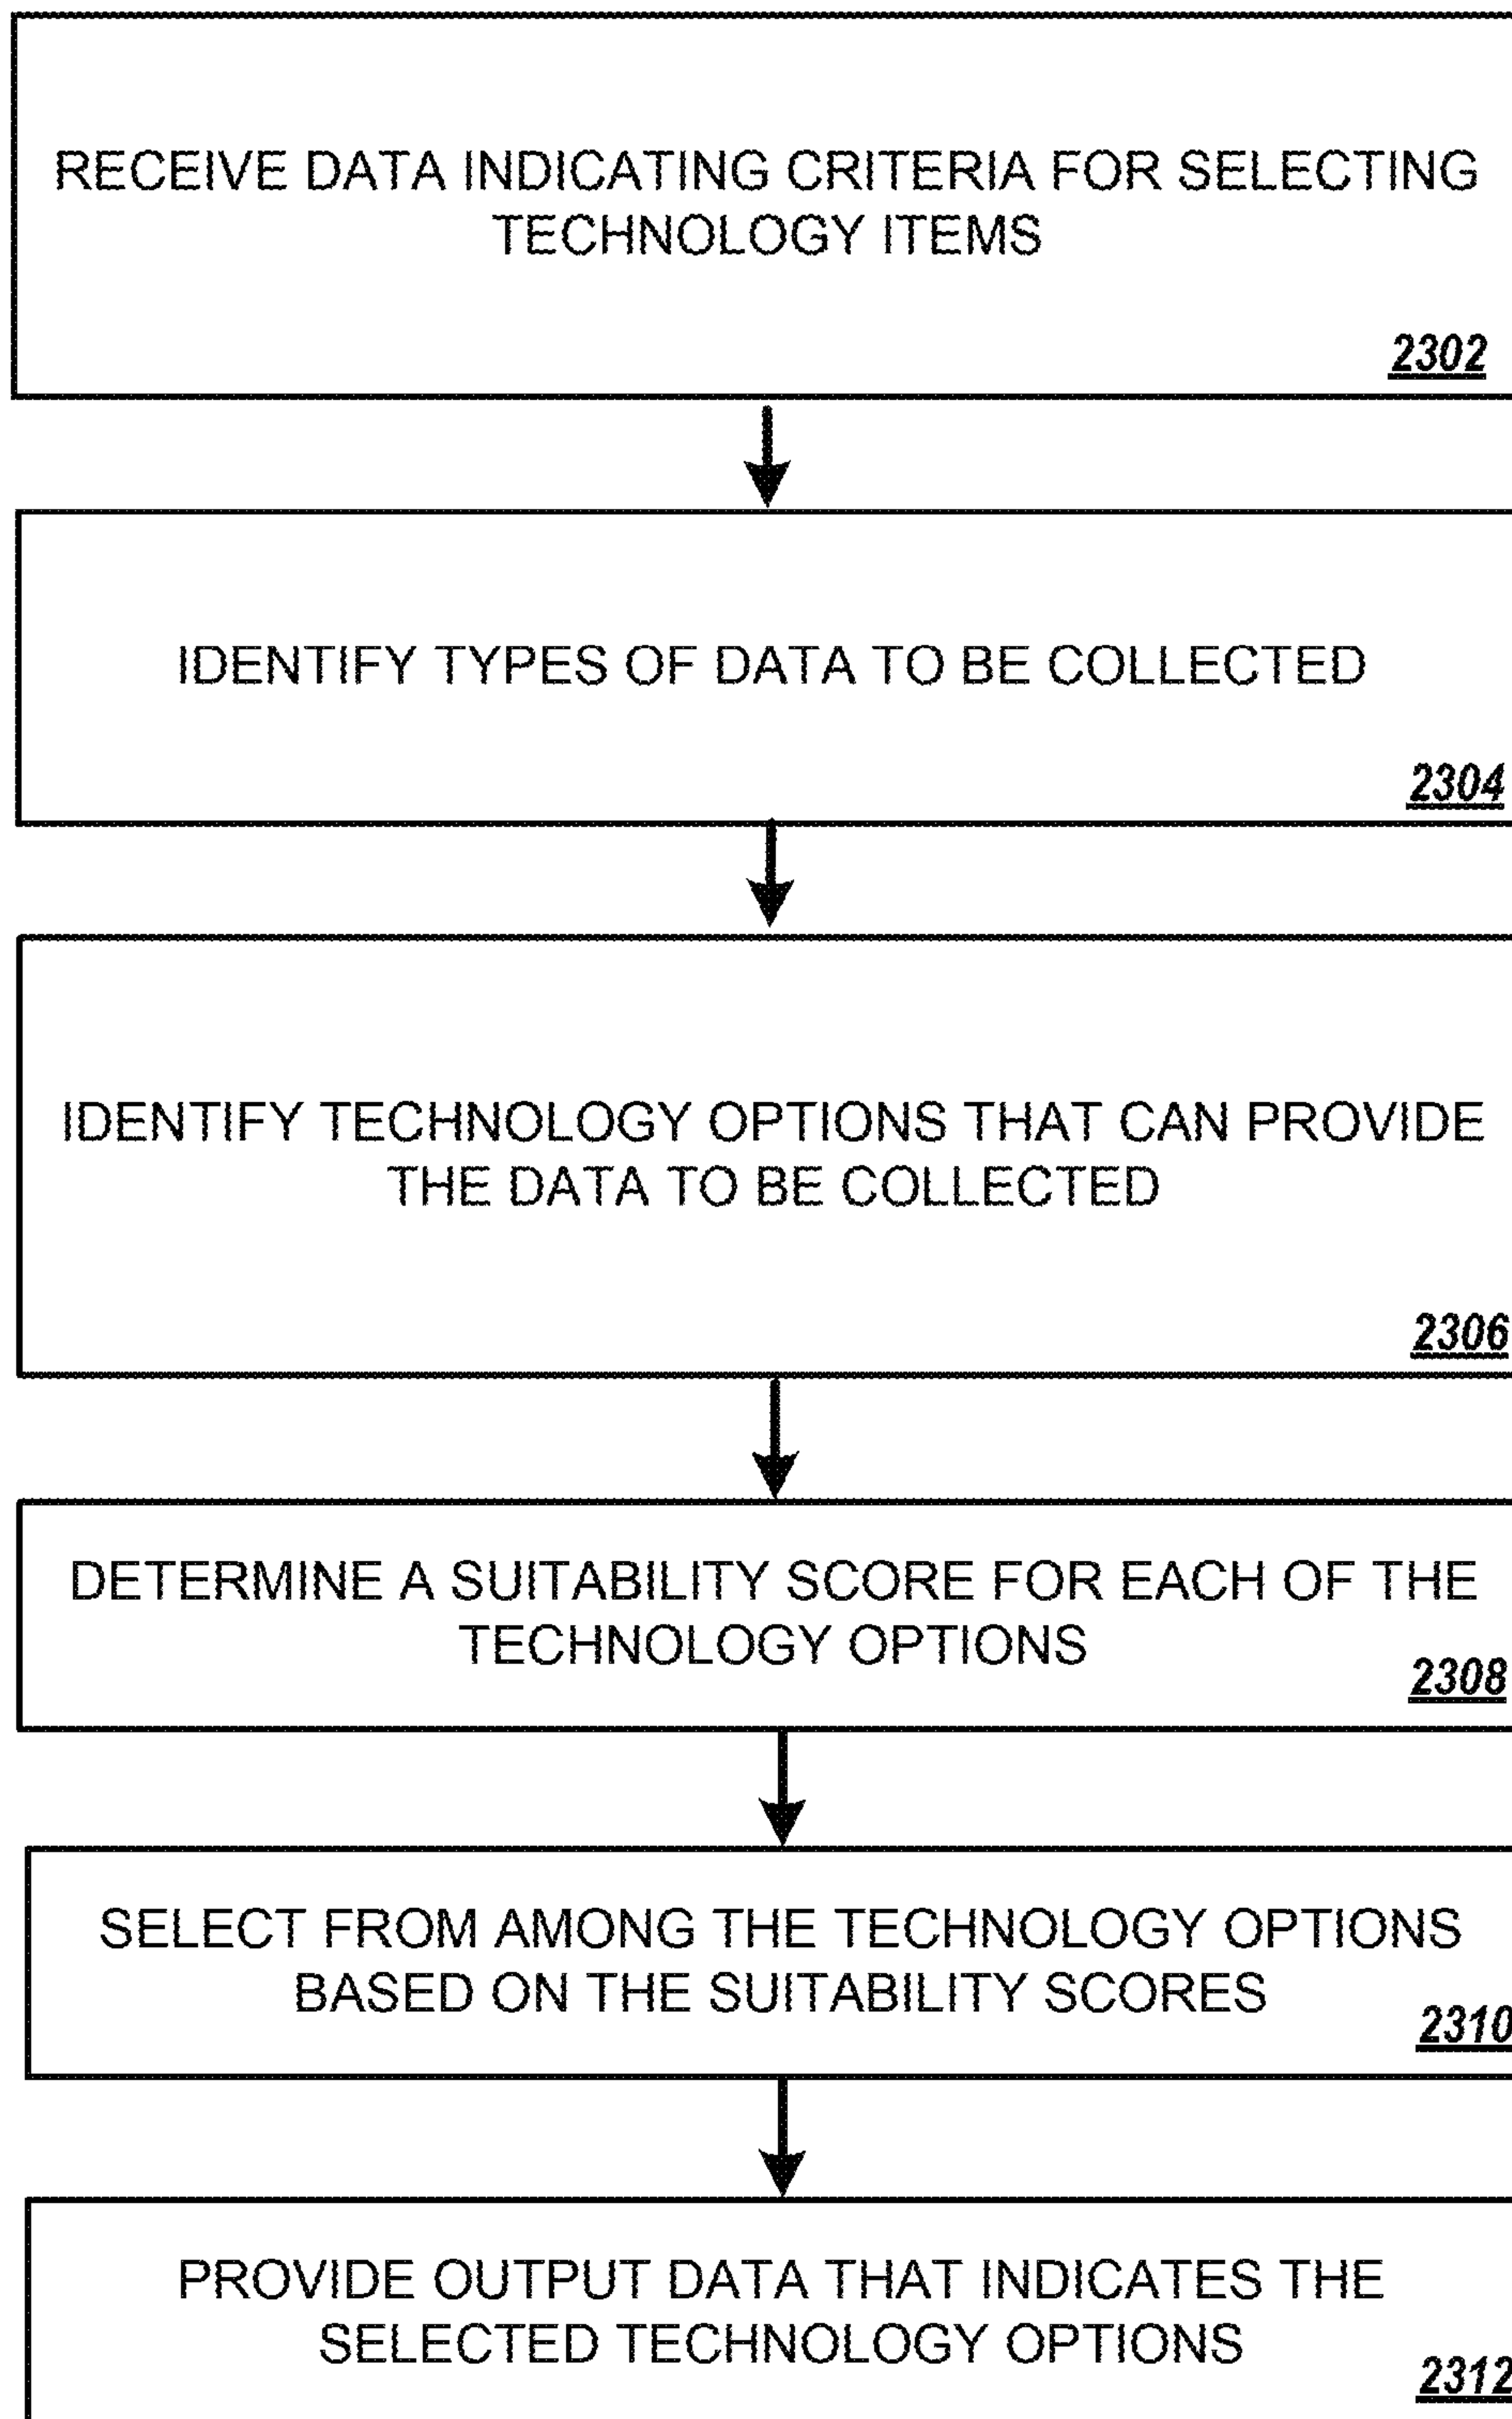 RECEIVE DATA INDICATING CRITERIA FOR SELECTING
TECHNOLOGY ITEMS
2302
IDENTIFY TYPES OF DATA TO BE COLLECTED
2304
IDENTIFY TECHNOLOGY OPTIONS THAT CAN PROVIDE
THE DATA TO BE COLLECTED
2306
DETERMINE A SUITABILITY SCORE FOR EACH OF THE
TECHNOLOGY OPTIONS
2308
SELECT FROM AMONG THE TECHNOLOGY OPTIONS
BASED ON THE SUITABILITY SCORES
2310
PROVIDE OUTPUT DATA THAT INDICATES THE
SELECTED TECHNOLOGY OPTIONS
2312